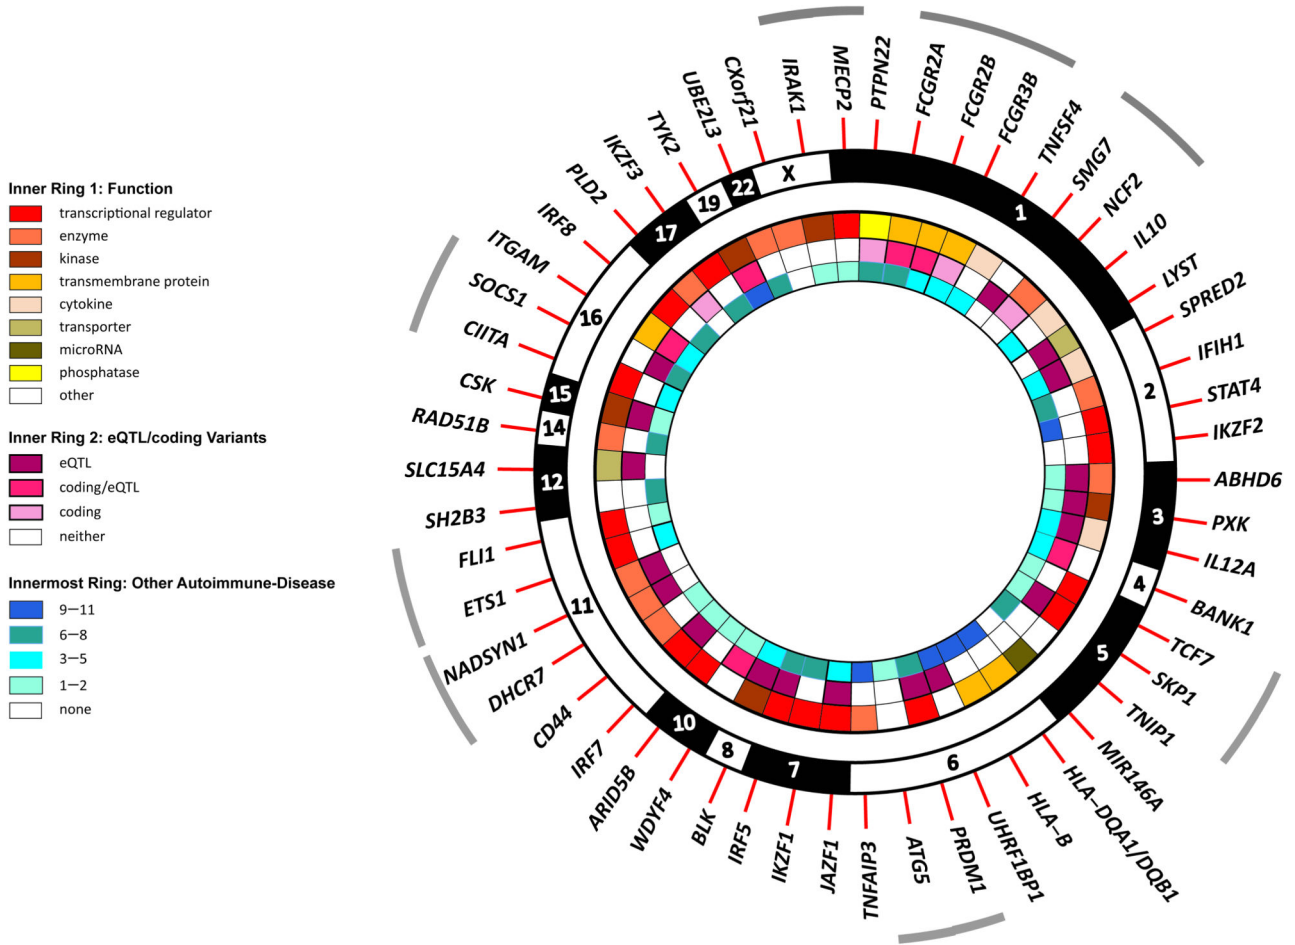 Inner Ring 1: Function
transcriptional regulator
enzyme
kinase
transmembrane protein
cytokine
transporter
microRNA
phosphatase
other
Inner Ring 2: eQTL/coding Variants
eQTL
coding/eQTL
coding
neither
Innermost Ring: Other Autoimmune-Disease
9–11
6–8
3–5
1–2
none
PTPN22
FCGR2A
FCGR2B
FCGR3B
TNFSF4
SMG7
NCF2
IL10
LYST
SPRED2
IFIH1
STAT4
IKZF2
ABHD6
PXK
IL12A
BANK1
TCF7
SKP1
TNIP1
MIR146A
HLA–DQA1/DQB1
HLA–B
UHRF1BP1
PRDM1
ATG5
TNFAIP3
JAZF1
IKZF1
IRF5
BLK
WDYF4
ARID5B
IRF7
CD44
DHCR7
NADSYN1
ETS1
FLI1
SH2B3
SLC15A4
RAD51B
CSK
CIITA
SOCS1
ITGAM
IRF8
PLD2
IKZF3
TYK2
UBE2L3
CXorf21
IRAK1
MECP2
1
2
3
4
5
6
7
8
10
11
12
14
15
16
17
19
22
X